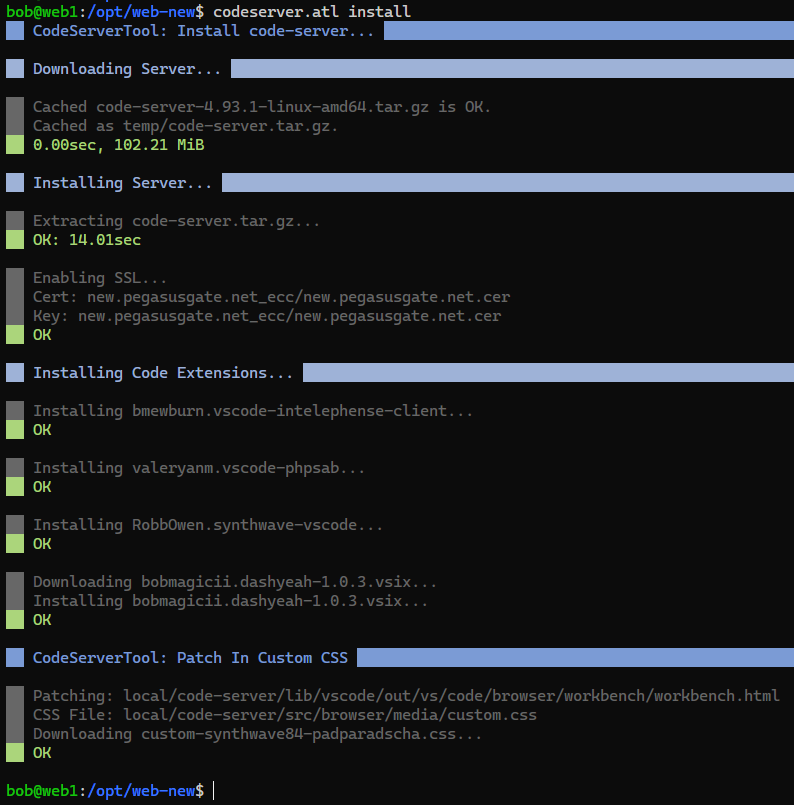 bob@web1:/opt/web-new$ codeserver.atl install
CodeServerTool: Install code-server...
Downloading Server...
Cached code-server-4.93.1-linux-amd64.tar.gz is OK.
Cached as temp/code-server.tar.gz.
0.00sec, 102.21 MiB
Installing Server...
Extracting code-server.tar.gz...
OK: 14.01sec
Enabling SSL...
Cert: new.pegasusgate.net_ecc/new.pegasusgate.net.cer
Key: new.pegasusgate.net_ecc/new.pegasusgate.net.cer
OK
Installing Code Extensions...
Installing bmewburn.vscode-intelephense-client...
OK
Installing valeryanm.vscode-phpsab...
OK
Installing RobbOwen.synthwave-vscode...
OK
Downloading bobmagicii.dashyeah-1.0.3.vsix...
Installing bobmagicii.dashyeah-1.0.3.vsix...
OK
CodeServerTool: Patch In Custom CSS
Patching: local/code-server/lib/vscode/out/vs/code/browser/workbench/workbench.html
CSS File: local/code-server/src/browser/media/custom.css
Downloading custom-synthwave84-padparadscha.css...
OK
bob@web1:/opt/web-new$